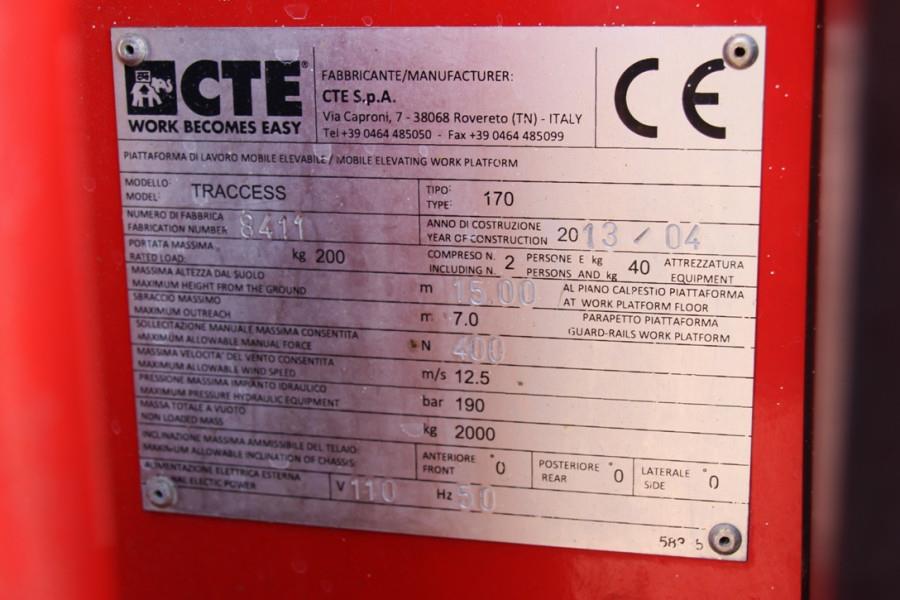 CTE®
WORK BECOMES EASY
FABBRICANTE/MANUFACTURER:
CTE S.p.A.
Via Caproni, 7 - 38068 Rovereto (TN) - ITALY
Tel +39 0464 485050 - Fax +39 0464 485099
CE
PIATTAFORMA DI LAVORO MOBILE ELEVABILE / MOBILE ELEVATING WORK PLATFORM
MODELLO:
MODEL: TRACCESS
TIPO:
TYPE: 170
NUMERO DI FABBRICA
FABRICATION NUMBER 8411
ANNO DI COSTRUZIONE
YEAR OF CONSTRUCTION 2013 / 04
PORTATA MASSIMA
RATED LOAD: kg 200
COMPRESO N. 2 PERSONE E kg 40 ATTREZZATURA
INCLUDING N. PERSONS AND kg EQUIPMENT
MASSIMA ALTEZZA DAL SUOLO
MAXIMUM HEIGHT FROM THE GROUND m 15.00
AL PIANO CALPESTIO PIATTAFORMA
AT WORK PLATFORM FLOOR
SBRACCIO MASSIMO
MAXIMUM OUTREACH m 7.0
PARAPETTO PIATTAFORMA
GUARD-RAILS WORK PLATFORM
SOLLECITAZIONE MANUALE MASSIMA CONSENTITA
MAXIMUM ALLOWABLE MANUAL FORCE N 400
MASSIMA VELOCITA' DEL VENTO CONSENTITA
MAXIMUM ALLOWABLE WIND SPEED m/s 12.5
PRESSIONE MASSIMA IMPIANTO IDRAULICO
MAXIMUM PRESSURE HYDRAULIC EQUIPMENT bar 190
MASSA TOTALE A VUOTO
NON LOADED MASS kg 2000
INCLINAZIONE MASSIMA AMMISSIBILE DEL TELAIO:
MAXIMUM ALLOWABLE INCLINATION OF CHASSIS:
ANTERIORE ° 0
FRONT
POSTERIORE ° 0
REAR
LATERALE ° 0
SIDE
ALIMENTAZIONE ELETTRICA ESTERNA
ELECTIC POWER V 110 Hz 50